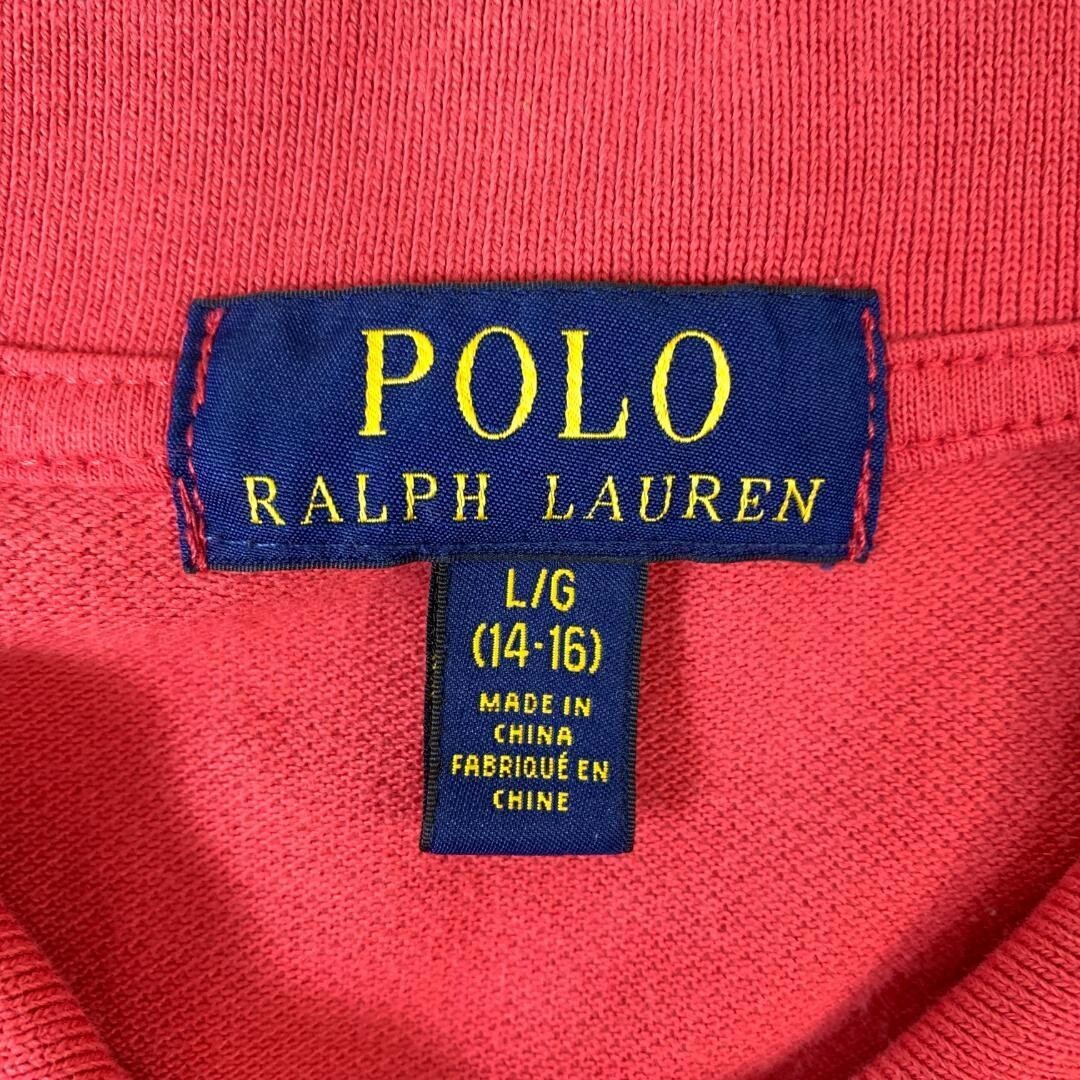 POLO
RALPH LAUREN
L/G
(14-16)
MADE IN
CHINA
FABRIQUÉ EN
CHINE